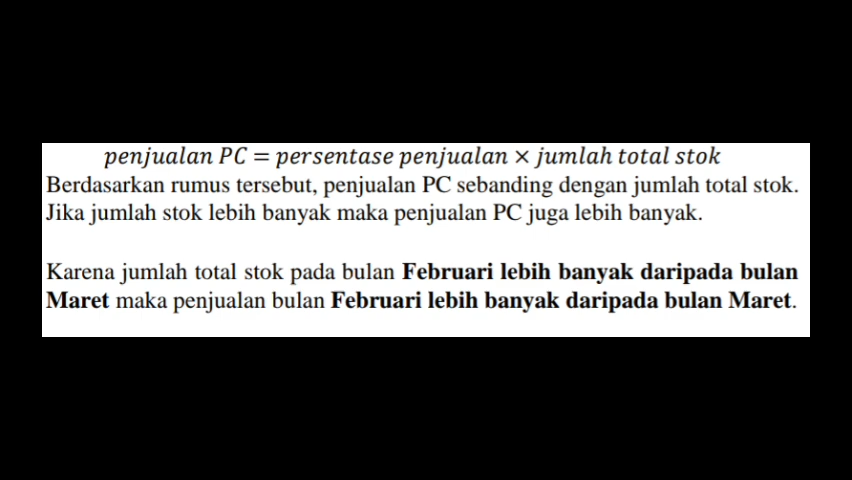 penjualan PC = persentase penjualan × jumlah total stok
Berdasarkan rumus tersebut, penjualan PC sebanding dengan jumlah total stok.
Jika jumlah stok lebih banyak maka penjualan PC juga lebih banyak.
Karena jumlah total stok pada bulan Februari lebih banyak daripada bulan
Maret maka penjualan bulan Februari lebih banyak daripada bulan Maret.